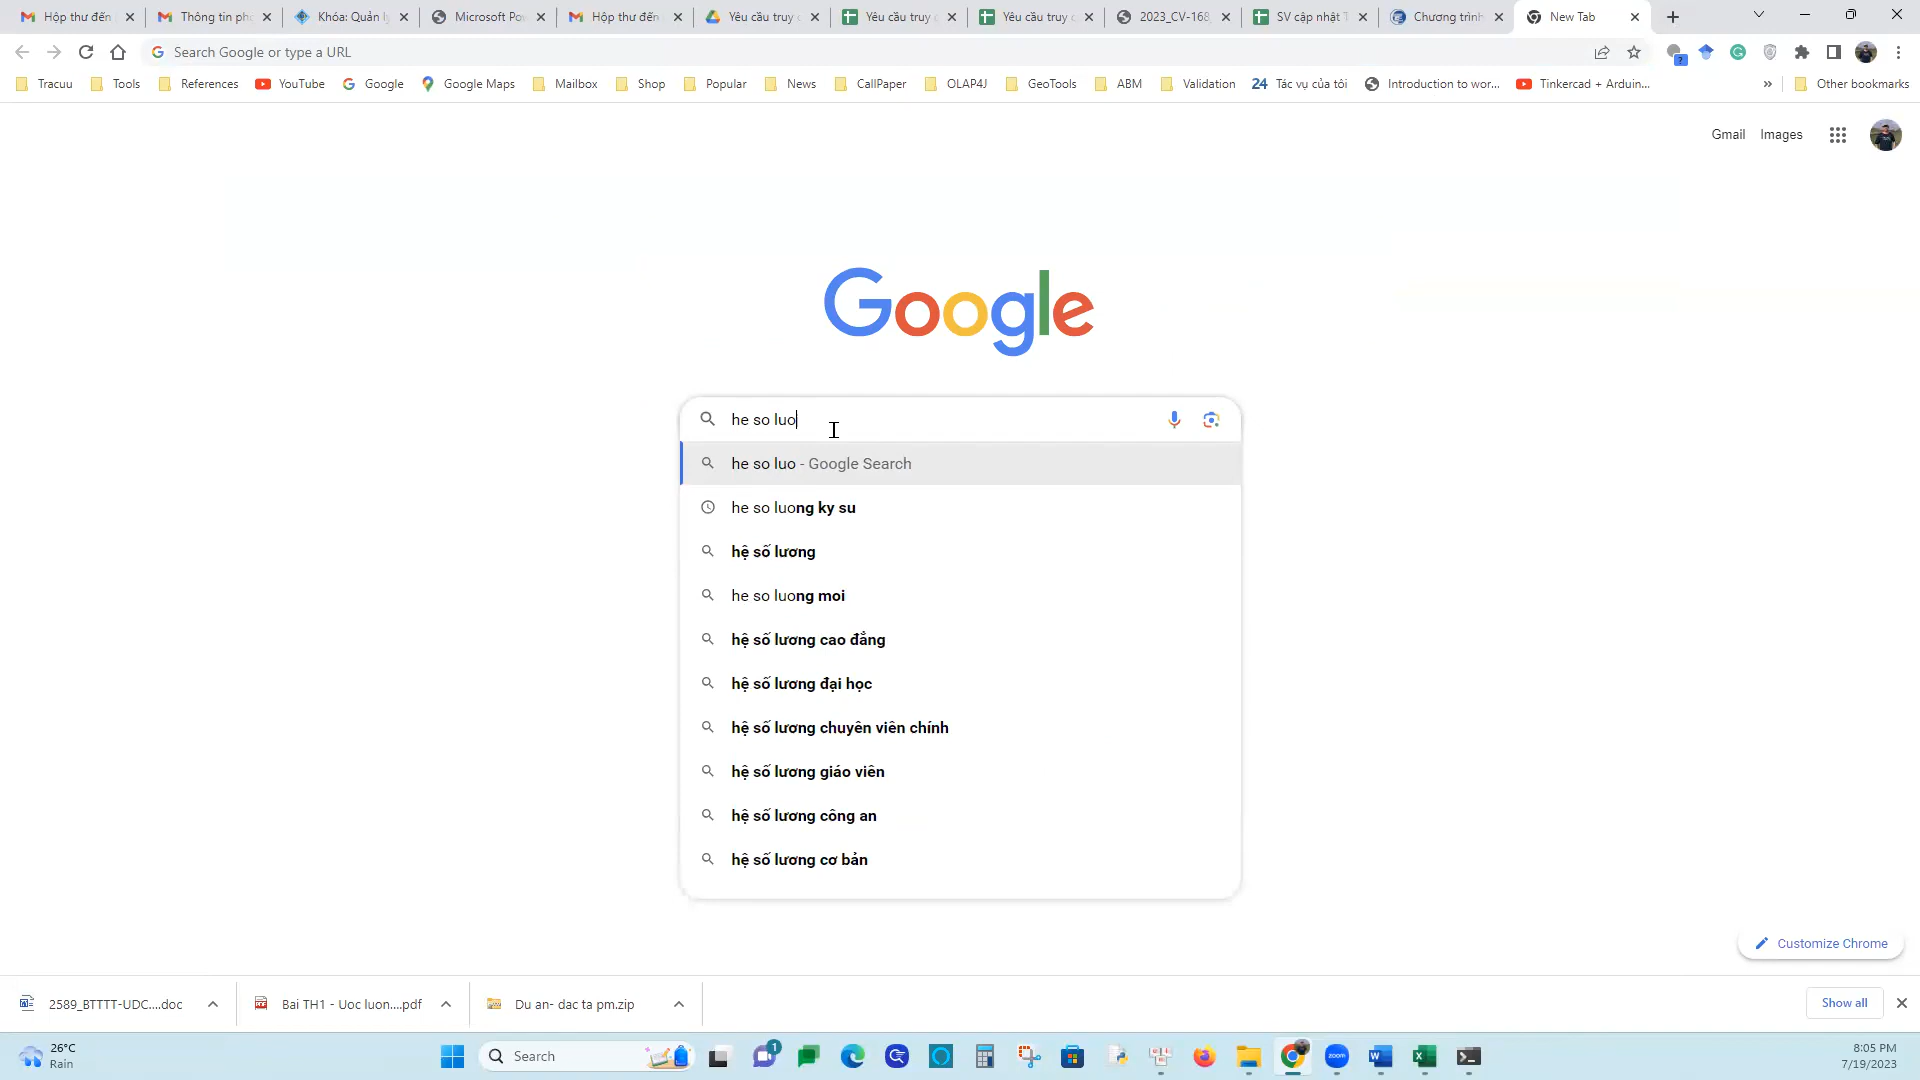 Hộp thư đến
Thông tin ph
Khóa: Quản l
Microsoft Po
Hộp thư đến
Yêu cầu truy c
Yêu cầu truy c
Yêu cầu truy c
2023_CV-168
SV cập nhật T
Chương trình
New Tab
Search Google or type a URL
Tracuu
Tools
References
YouTube
Google
Google Maps
Mailbox
Shop
Popular
News
CallPaper
OLAP4J
GeoTools
ABM
Validation
24 Tác vụ của tôi
Introduction to wor...
Tinkercad + Arduin...
»
Other bookmarks
Gmail Images
Google
he so luo
he so luo - Google Search
he so luong ky su
hệ số lương
he so luong moi
hệ số lương cao đẳng
hệ số lương đại học
hệ số lương chuyên viên chính
hệ số lương giáo viên
hệ số lương công an
hệ số lương cơ bản
Customize Chrome
2589_BTTTT-UDC....doc
Bai TH1 - Uoc luon....pdf
Du an- dac ta pm.zip
Show all
26°C
Rain
Search
1
zoom
8:05 PM
7/19/2023